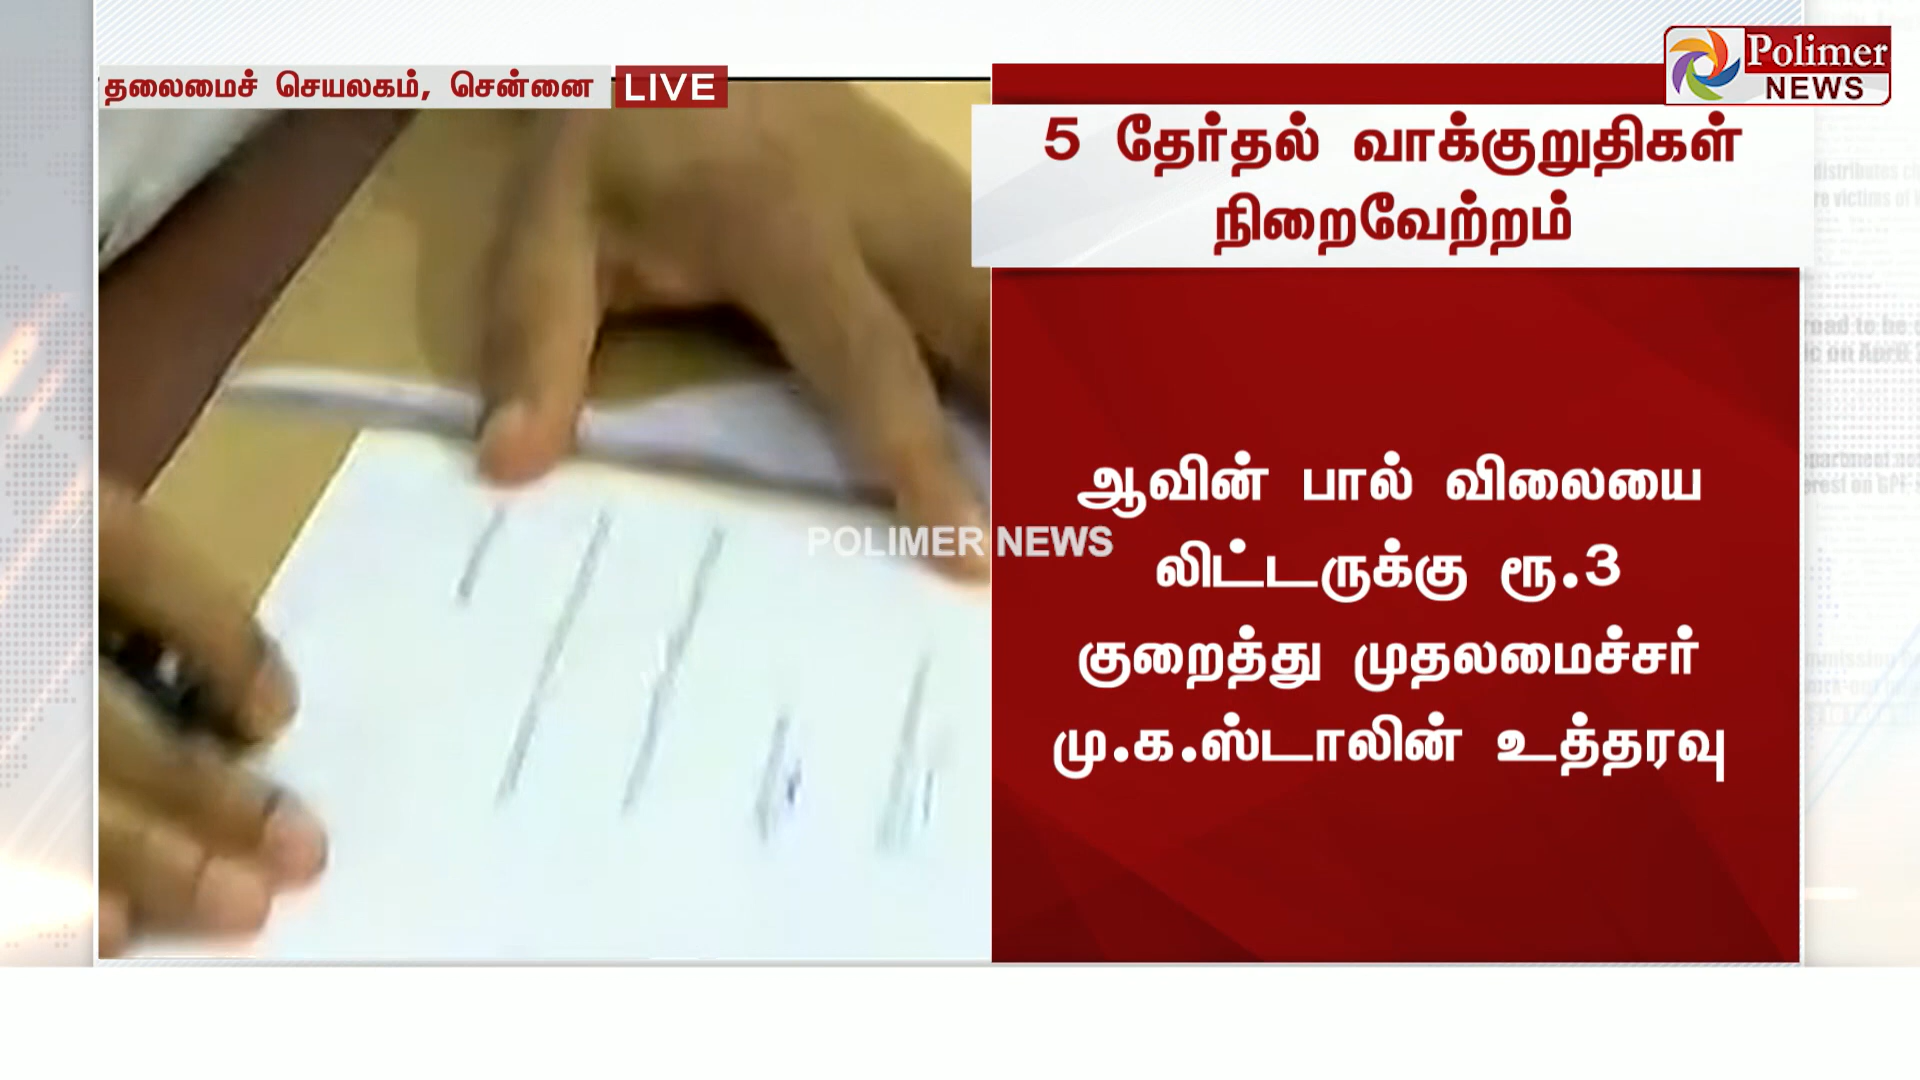 தலைமைச் செயலகம், சென்னை LIVE
Polimer
NEWS
5 தேர்தல் வாக்குறுதிகள்
நிறைவேற்றம்
ஆவின் பால் விலையை
லிட்டருக்கு ரூ.3
குறைத்து முதலமைச்சர்
மு.க.ஸ்டாலின் உத்தரவு
POLIMER NEWS